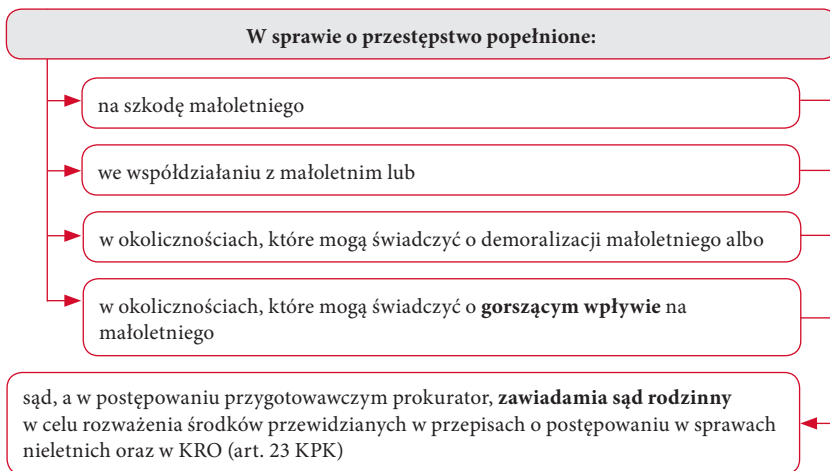 W sprawie o przestępstwo popełnione:
na szkodę małoletniego
we współdziałaniu z małoletnim lub
w okolicznościach, które mogą świadczyć o demoralizacji małoletniego albo
w okolicznościach, które mogą świadczyć o gorszącym wpływie na
małoletniego
sąd, a w postępowaniu przygotowawczym prokurator, zawiadamia sąd rodzinny
w celu rozważenia środków przewidzianych w przepisach o postępowaniu w sprawach
nieletnich oraz w KRO (art. 23 KPK)